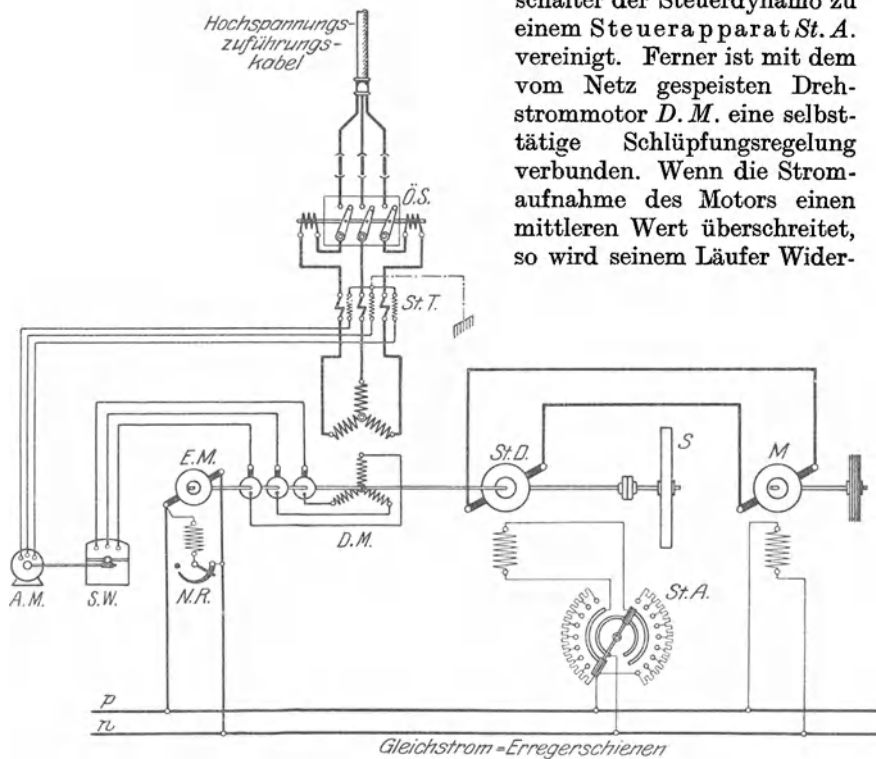 schalter der Steuerdynamo zu
einem Steuerapparat St. A.
vereinigt. Ferner ist mit dem
vom Netz gespeisten Dreh-
strommotor D. M. eine selbst-
tätige Schlüpfungsregelung
verbunden. Wenn die Strom-
aufnahme des Motors einen
mittleren Wert überschreitet,
so wird seinem Läufer Wider-
Hochspannungs-
zuführungs-
kabel
Ö.S.
St.T.
E.M.
St.D.
S
M
D.M.
A.M.
S.W.
N.R.
St.A.
p
n
Gleichstrom=Erregerschienen